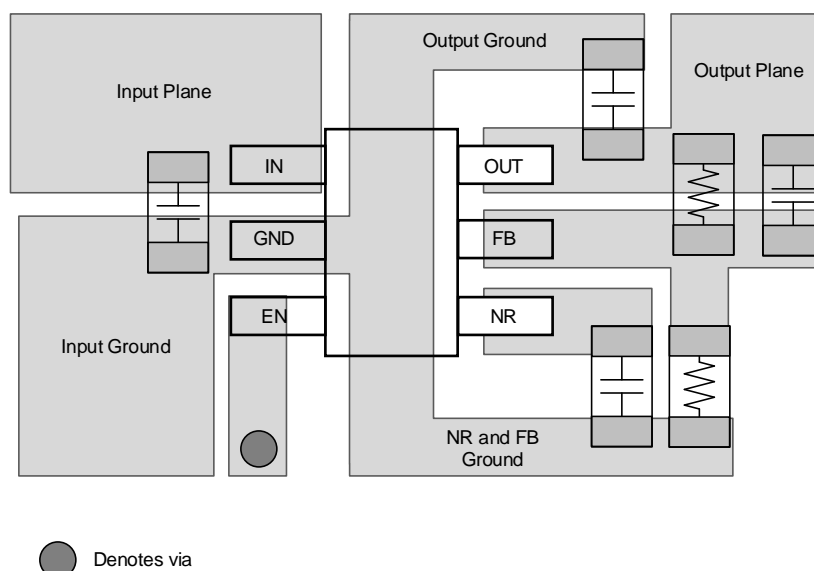 Output Ground
Output Plane
Input Plane
IN
OUT
GND
FB
EN
NR
Input Ground
NR and FB
Ground
Denotes via